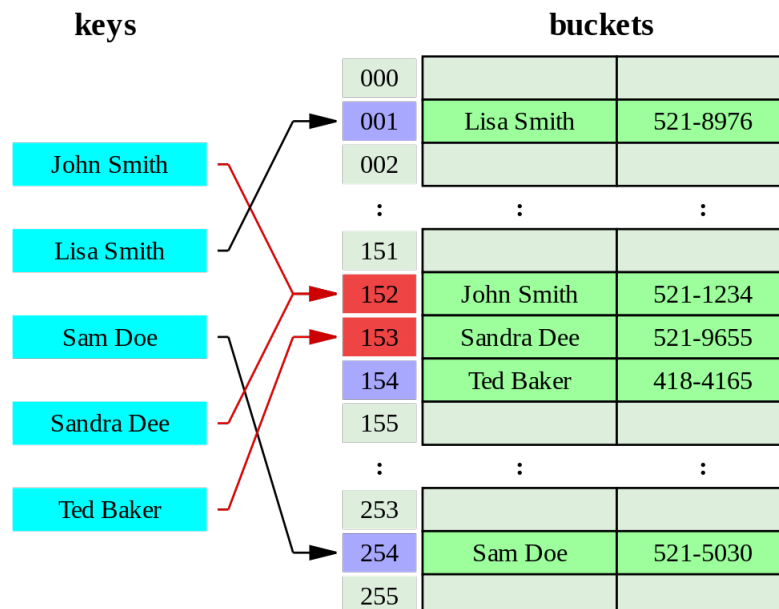 keys
John Smith
Lisa Smith
Sam Doe
Sandra Dee
Ted Baker
buckets
000
001 Lisa Smith 521-8976
002
: : :
151
152 John Smith 521-1234
153 Sandra Dee 521-9655
154 Ted Baker 418-4165
155
: : :
253
254 Sam Doe 521-5030
255